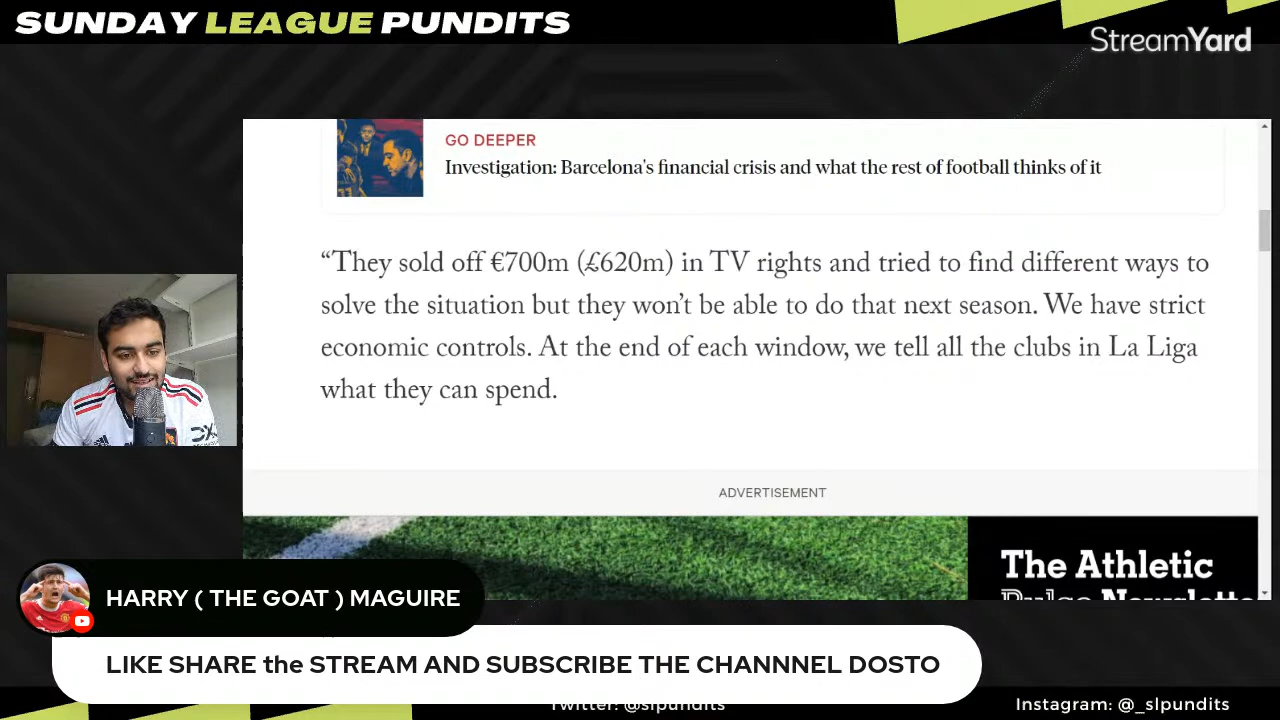 SUNDAY LEAGUE PUNDITS
StreamYard
GO DEEPER
Investigation: Barcelona's financial crisis and what the rest of football thinks of it
“They sold off €700m (£620m) in TV rights and tried to find different ways to
solve the situation but they won’t be able to do that next season. We have strict
economic controls. At the end of each window, we tell all the clubs in La Liga
what they can spend.
ADVERTISEMENT
The Athletic
Pulse Newslette
HARRY ( THE GOAT ) MAGUIRE
LIKE SHARE the STREAM AND SUBSCRIBE THE CHANNNEL DOSTO
Twitter: @slpundits
Instagram: @_slpundits